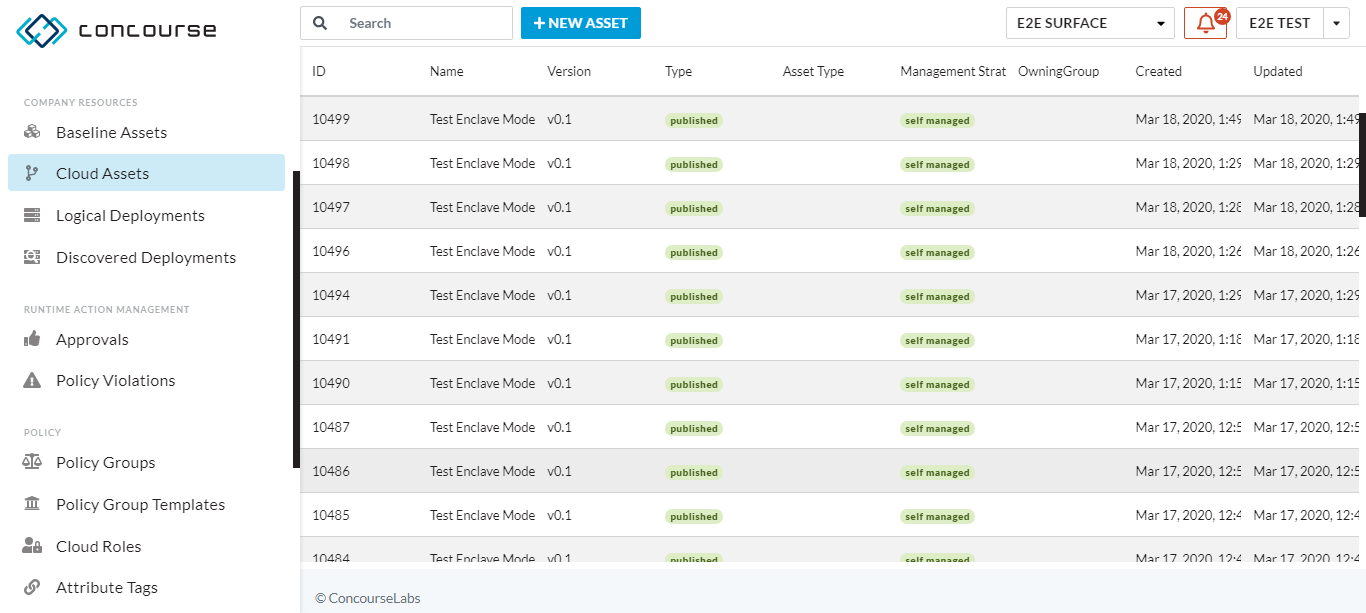 concourse
Search
+ NEW ASSET
E2E SURFACE
24
E2E TEST
COMPANY RESOURCES
Baseline Assets
Cloud Assets
Logical Deployments
Discovered Deployments
RUNTIME ACTION MANAGEMENT
Approvals
Policy Violations
POLICY
Policy Groups
Policy Group Templates
Cloud Roles
Attribute Tags
ID Name Version Type Asset Type Management Strat OwningGroup Created Updated
10499 Test Enclave Mode v0.1 published self managed Mar 18, 2020, 1:49 Mar 18, 2020, 1:49
10498 Test Enclave Mode v0.1 published self managed Mar 18, 2020, 1:29 Mar 18, 2020, 1:29
10497 Test Enclave Mode v0.1 published self managed Mar 18, 2020, 1:28 Mar 18, 2020, 1:28
10496 Test Enclave Mode v0.1 published self managed Mar 18, 2020, 1:26 Mar 18, 2020, 1:26
10494 Test Enclave Mode v0.1 published self managed Mar 17, 2020, 1:29 Mar 17, 2020, 1:29
10491 Test Enclave Mode v0.1 published self managed Mar 17, 2020, 1:18 Mar 17, 2020, 1:18
10490 Test Enclave Mode v0.1 published self managed Mar 17, 2020, 1:15 Mar 17, 2020, 1:15
10487 Test Enclave Mode v0.1 published self managed Mar 17, 2020, 12:5 Mar 17, 2020, 12:5
10486 Test Enclave Mode v0.1 published self managed Mar 17, 2020, 12:5 Mar 17, 2020, 12:5
10485 Test Enclave Mode v0.1 published self managed Mar 17, 2020, 12:4 Mar 17, 2020, 12:4
10484 Test Enclave Mode v0.1 published self managed Mar 17, 2020, 12:4 Mar 17, 2020, 12:4
© ConcourseLabs